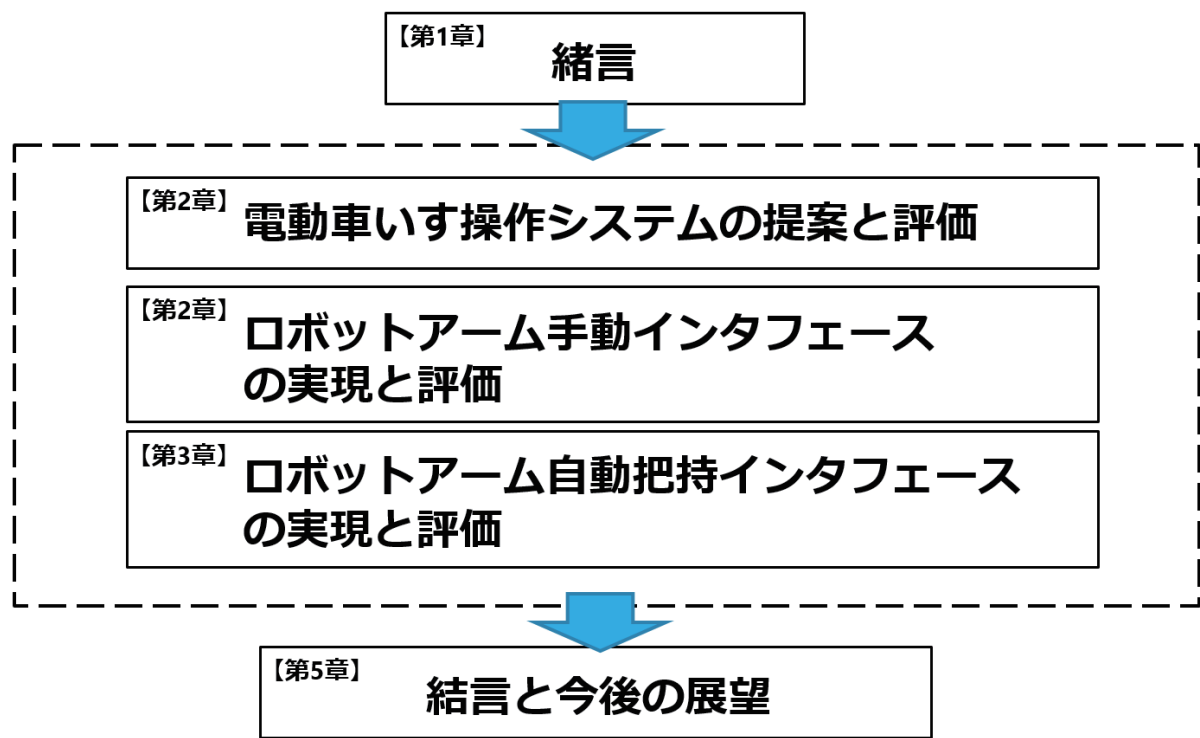 【第1章】
緒言
【第2章】
電動車いす操作システムの提案と評価
【第2章】
ロボットアーム手動インタフェース
の実現と評価
【第3章】
ロボットアーム自動把持インタフェース
の実現と評価
【第5章】
結言と今後の展望